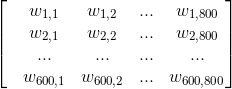 w1,1 w1,2 ... w1,800
w2,1 w2,2 ... w2,800
... ... ... ...
w600,1 w600,2 ... w600,800